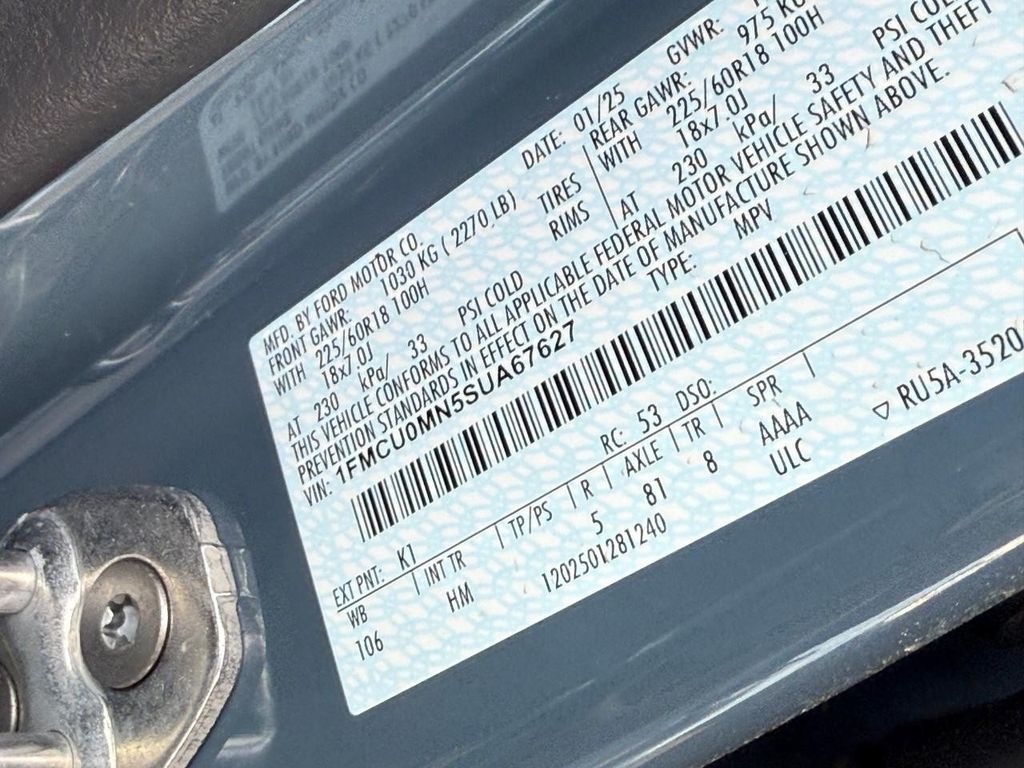 MFD. BY FORD MOTOR CO.
DATE: 01/25 GVWR:
FRONT GAWR: 1030 KG ( 2270 LB) REAR GAWR: 975 KG
WITH 225/60R18 100H TIRES WITH 225/60R18 100H
18x7.0J RIMS 18x7.0J
AT 230 kPa/ 33 PSI COLD AT 230 kPa/ 33 PSI COL
THIS VEHICLE CONFORMS TO ALL APPLICABLE FEDERAL MOTOR VEHICLE SAFETY AND THEFT
PREVENTION STANDARDS IN EFFECT ON THE DATE OF MANUFACTURE SHOWN ABOVE.
VIN: 1FMCU0MN5SUA67627 TYPE: MPV
EXT PNT: K1 RC: 53 DSO:
WB INT TR TP/PS R AXLE TR SPR
106 HM 5 81 8 AAAA
1202501281240 ULC
RU5A-3520